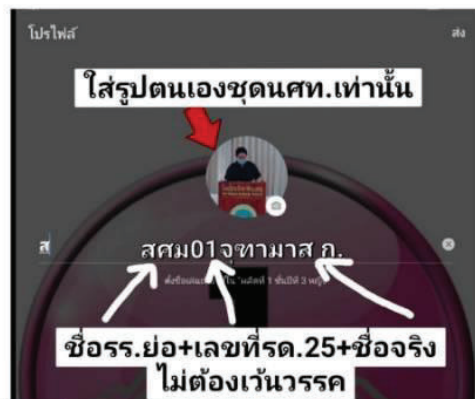 โปรไฟล์
ส่ง
ใส่รูปตนเองชุดนศท.เท่านั้น
ส
สศม01จุฑามาส ก.
ชื่อรร.ย่อ+เลขที่รด.25+ชื่อจริง
ไม่ต้องเว้นวรรค